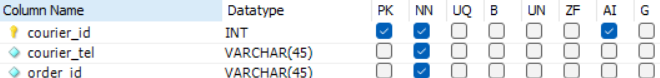 Column Name Datatype PK NN UQ B UN ZF AI G
courier_id INT
courier_tel VARCHAR(45)
order_id VARCHAR(45)